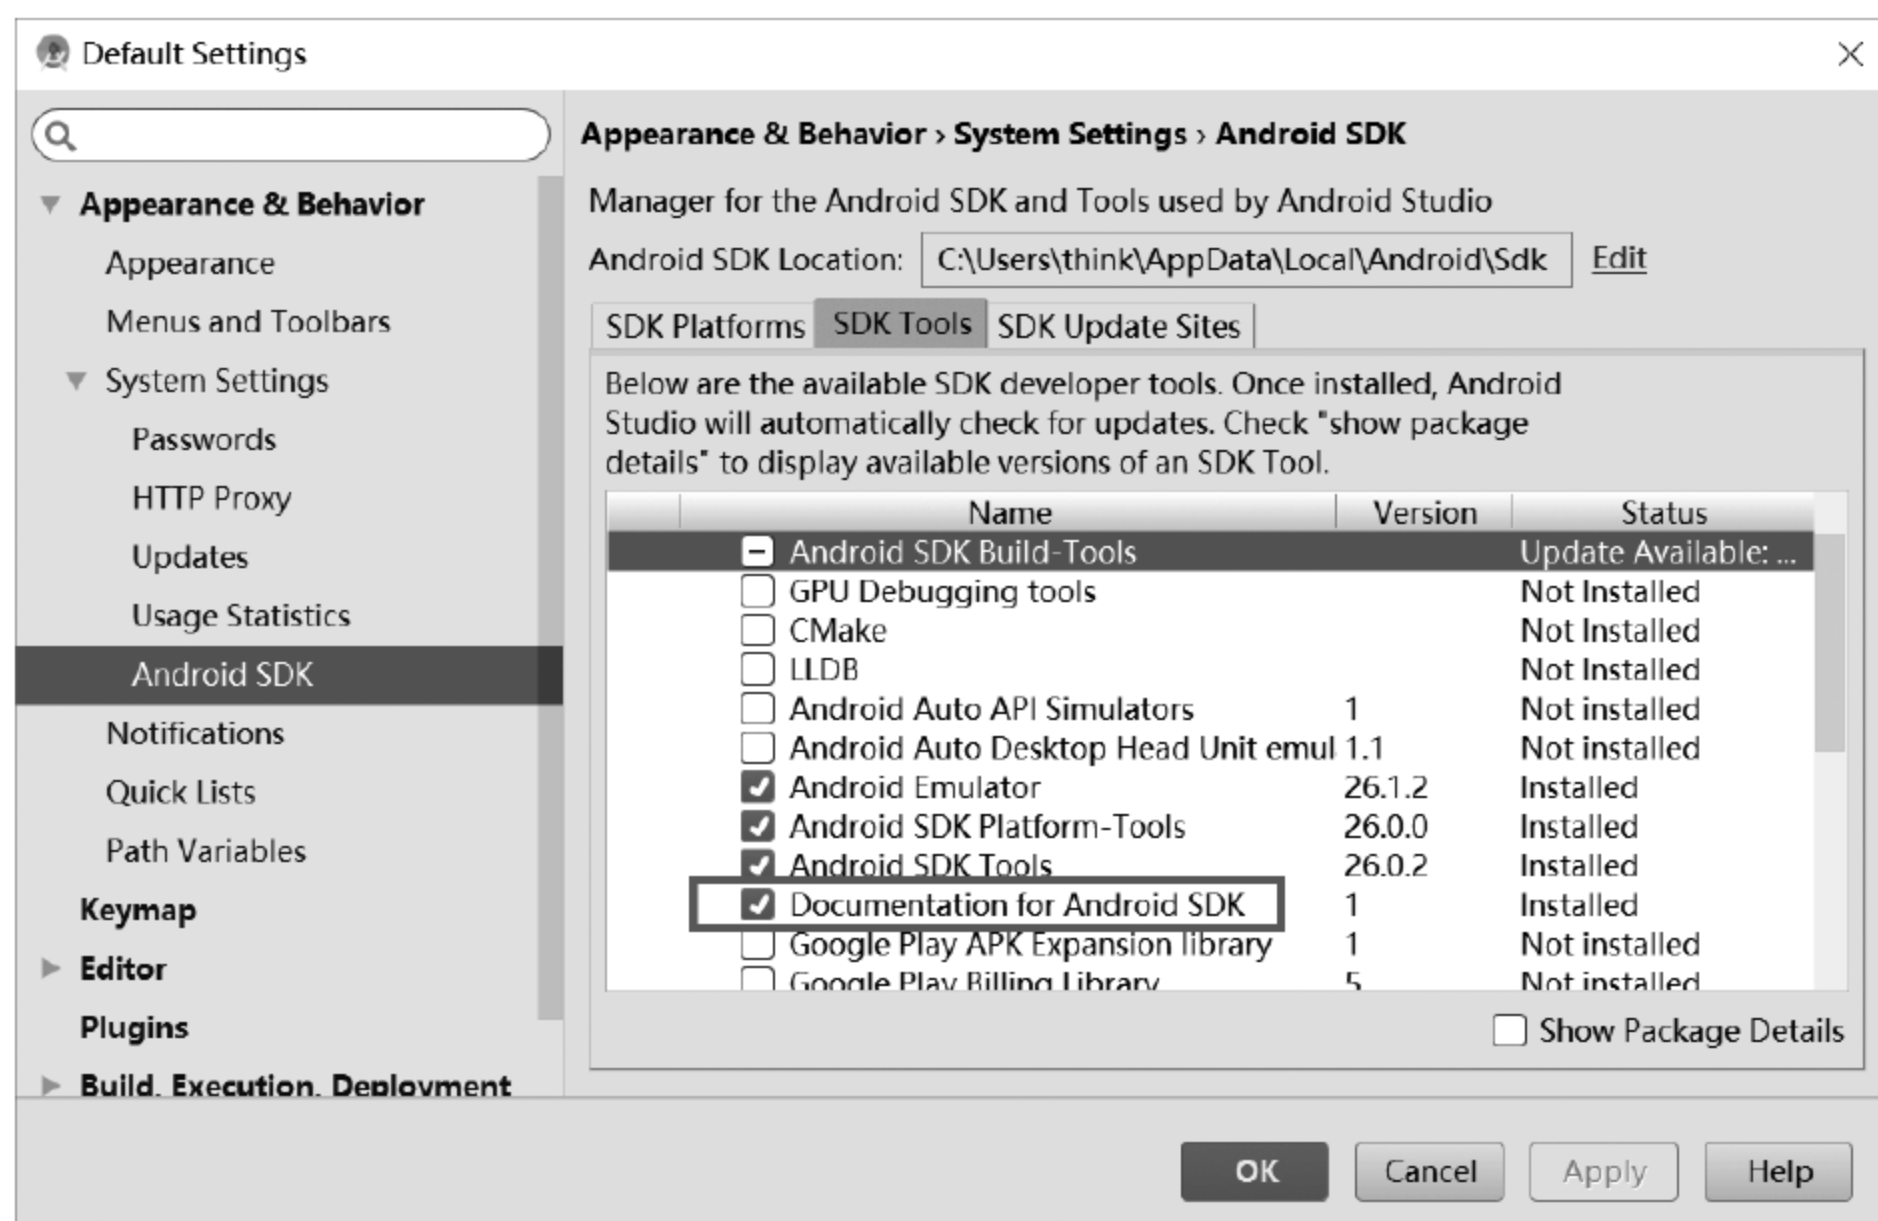 Default Settings
Appearance & Behavior › System Settings › Android SDK
Appearance & Behavior
Appearance
Menus and Toolbars
System Settings
Passwords
HTTP Proxy
Updates
Usage Statistics
Android SDK
Notifications
Quick Lists
Path Variables
Keymap
Editor
Plugins
Build, Execution, Deployment
Manager for the Android SDK and Tools used by Android Studio
Android SDK Location: C:\Users\think\AppData\Local\Android\Sdk Edit
SDK Platforms SDK Tools SDK Update Sites
Below are the available SDK developer tools. Once installed, Android
Studio will automatically check for updates. Check "show package
details" to display available versions of an SDK Tool.
Name Version Status
Android SDK Build-Tools Update Available: ...
GPU Debugging tools Not Installed
CMake Not Installed
LLDB Not Installed
Android Auto API Simulators 1 Not installed
Android Auto Desktop Head Unit emul 1.1 Not installed
Android Emulator 26.1.2 Installed
Android SDK Platform-Tools 26.0.0 Installed
Android SDK Tools 26.0.2 Installed
Documentation for Android SDK 1 Installed
Google Play APK Expansion library 1 Not installed
Google Play Billing Library 5 Not installed
Show Package Details
OK Cancel Apply Help